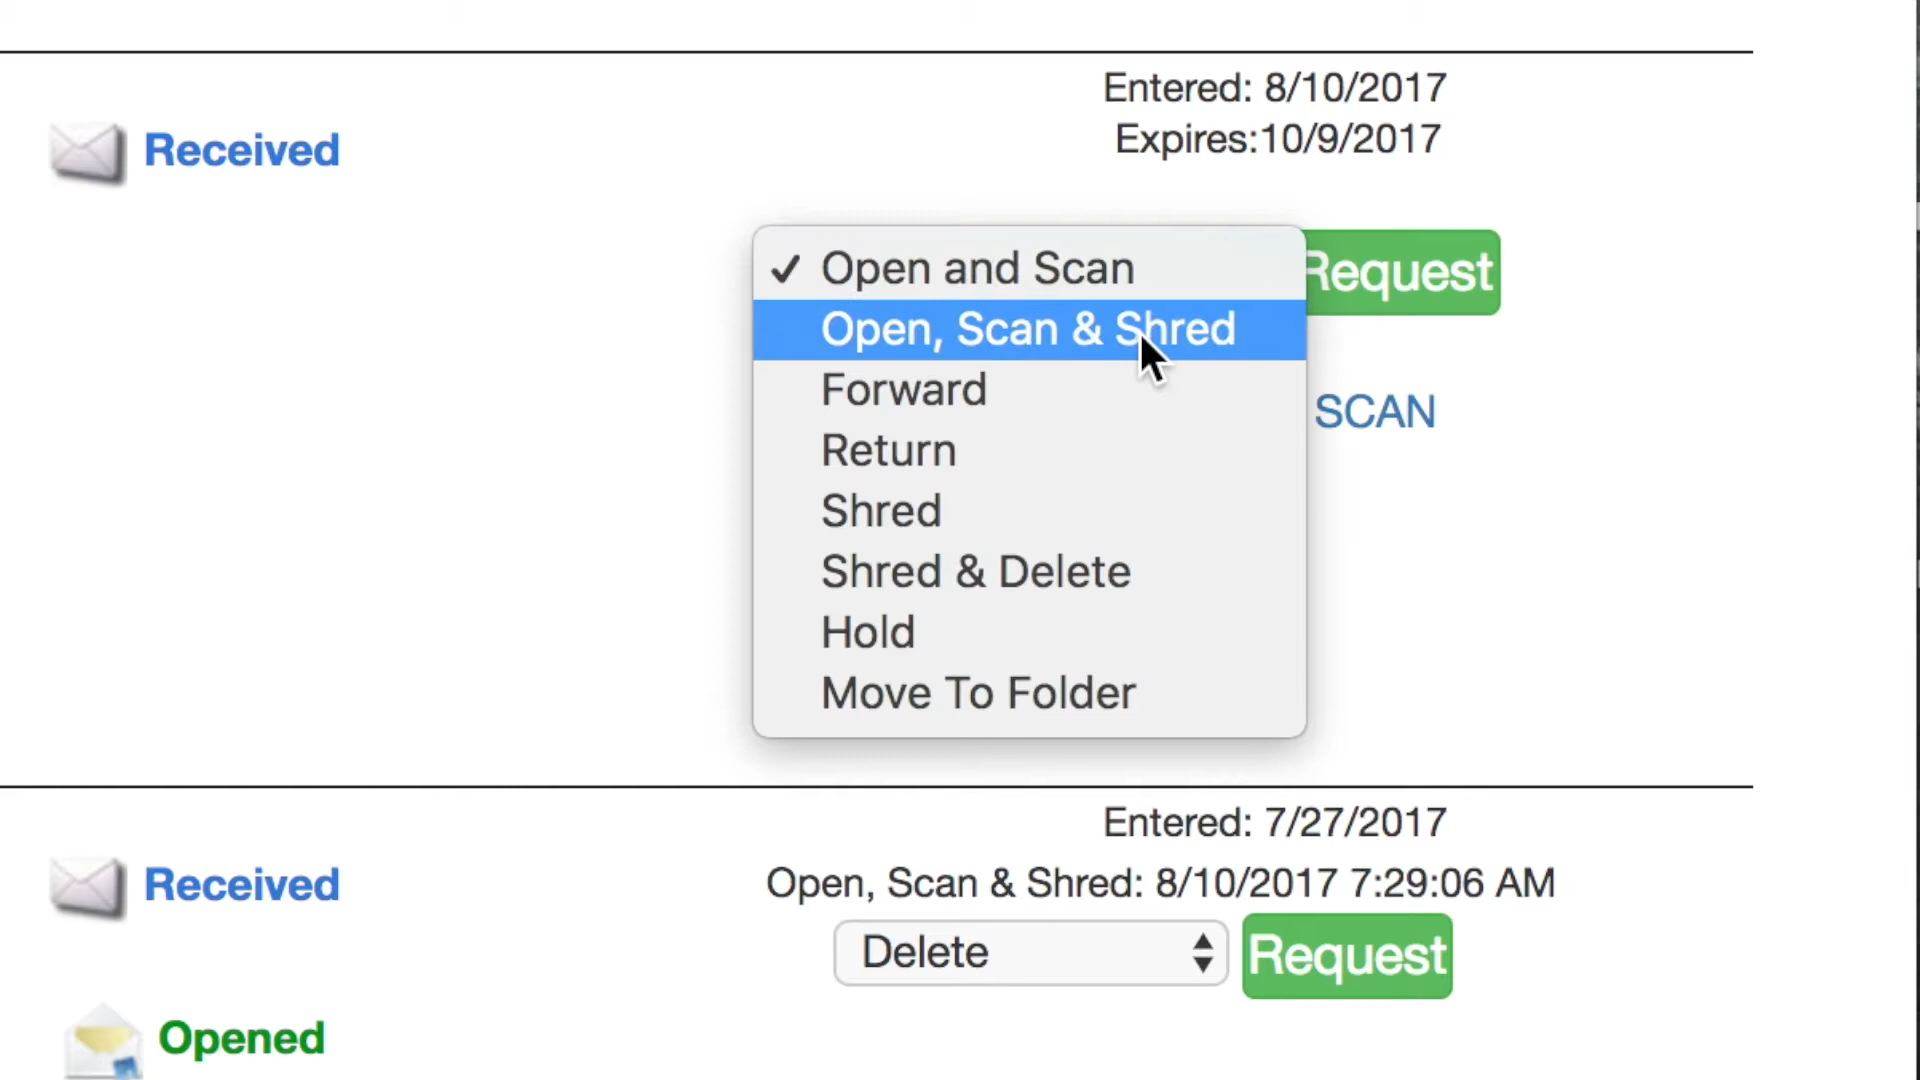 Entered: 8/10/2017
Expires:10/9/2017
Received
✓ Open and Scan
Request
Open, Scan & Shred
Forward
SCAN
Return
Shred
Shred & Delete
Hold
Move To Folder
Entered: 7/27/2017
Received
Open, Scan & Shred: 8/10/2017 7:29:06 AM
Delete
Request
Opened